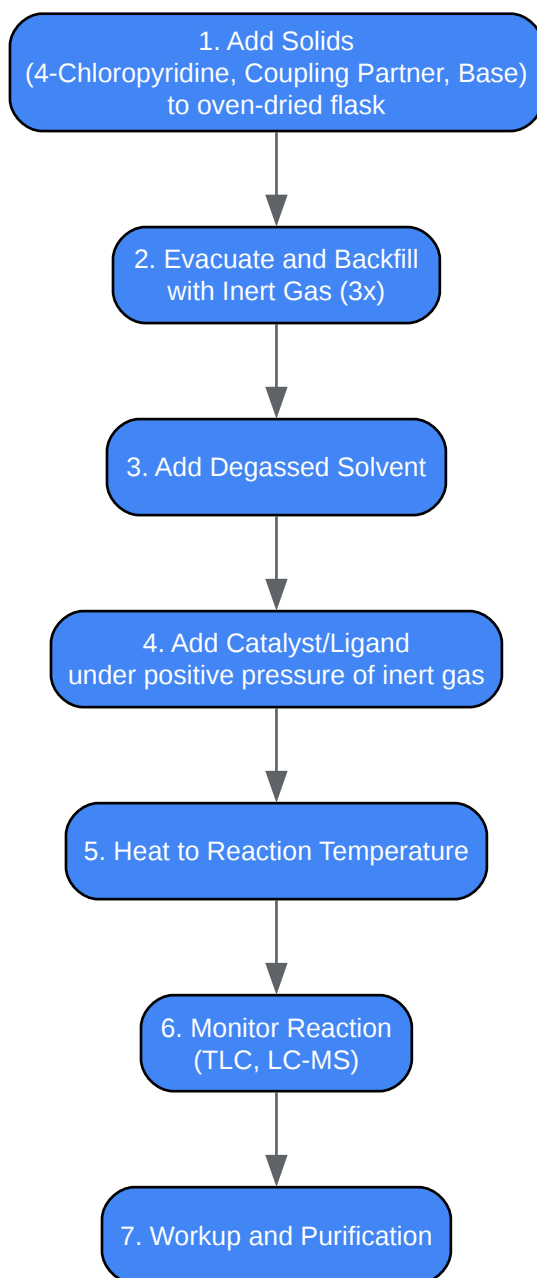 1. Add Solids
(4-Chloropyridine, Coupling Partner, Base)
to oven-dried flask
2. Evacuate and Backfill
with Inert Gas (3x)
3. Add Degassed Solvent
4. Add Catalyst/Ligand
under positive pressure of inert gas
5. Heat to Reaction Temperature
6. Monitor Reaction
(TLC, LC-MS)
7. Workup and Purification